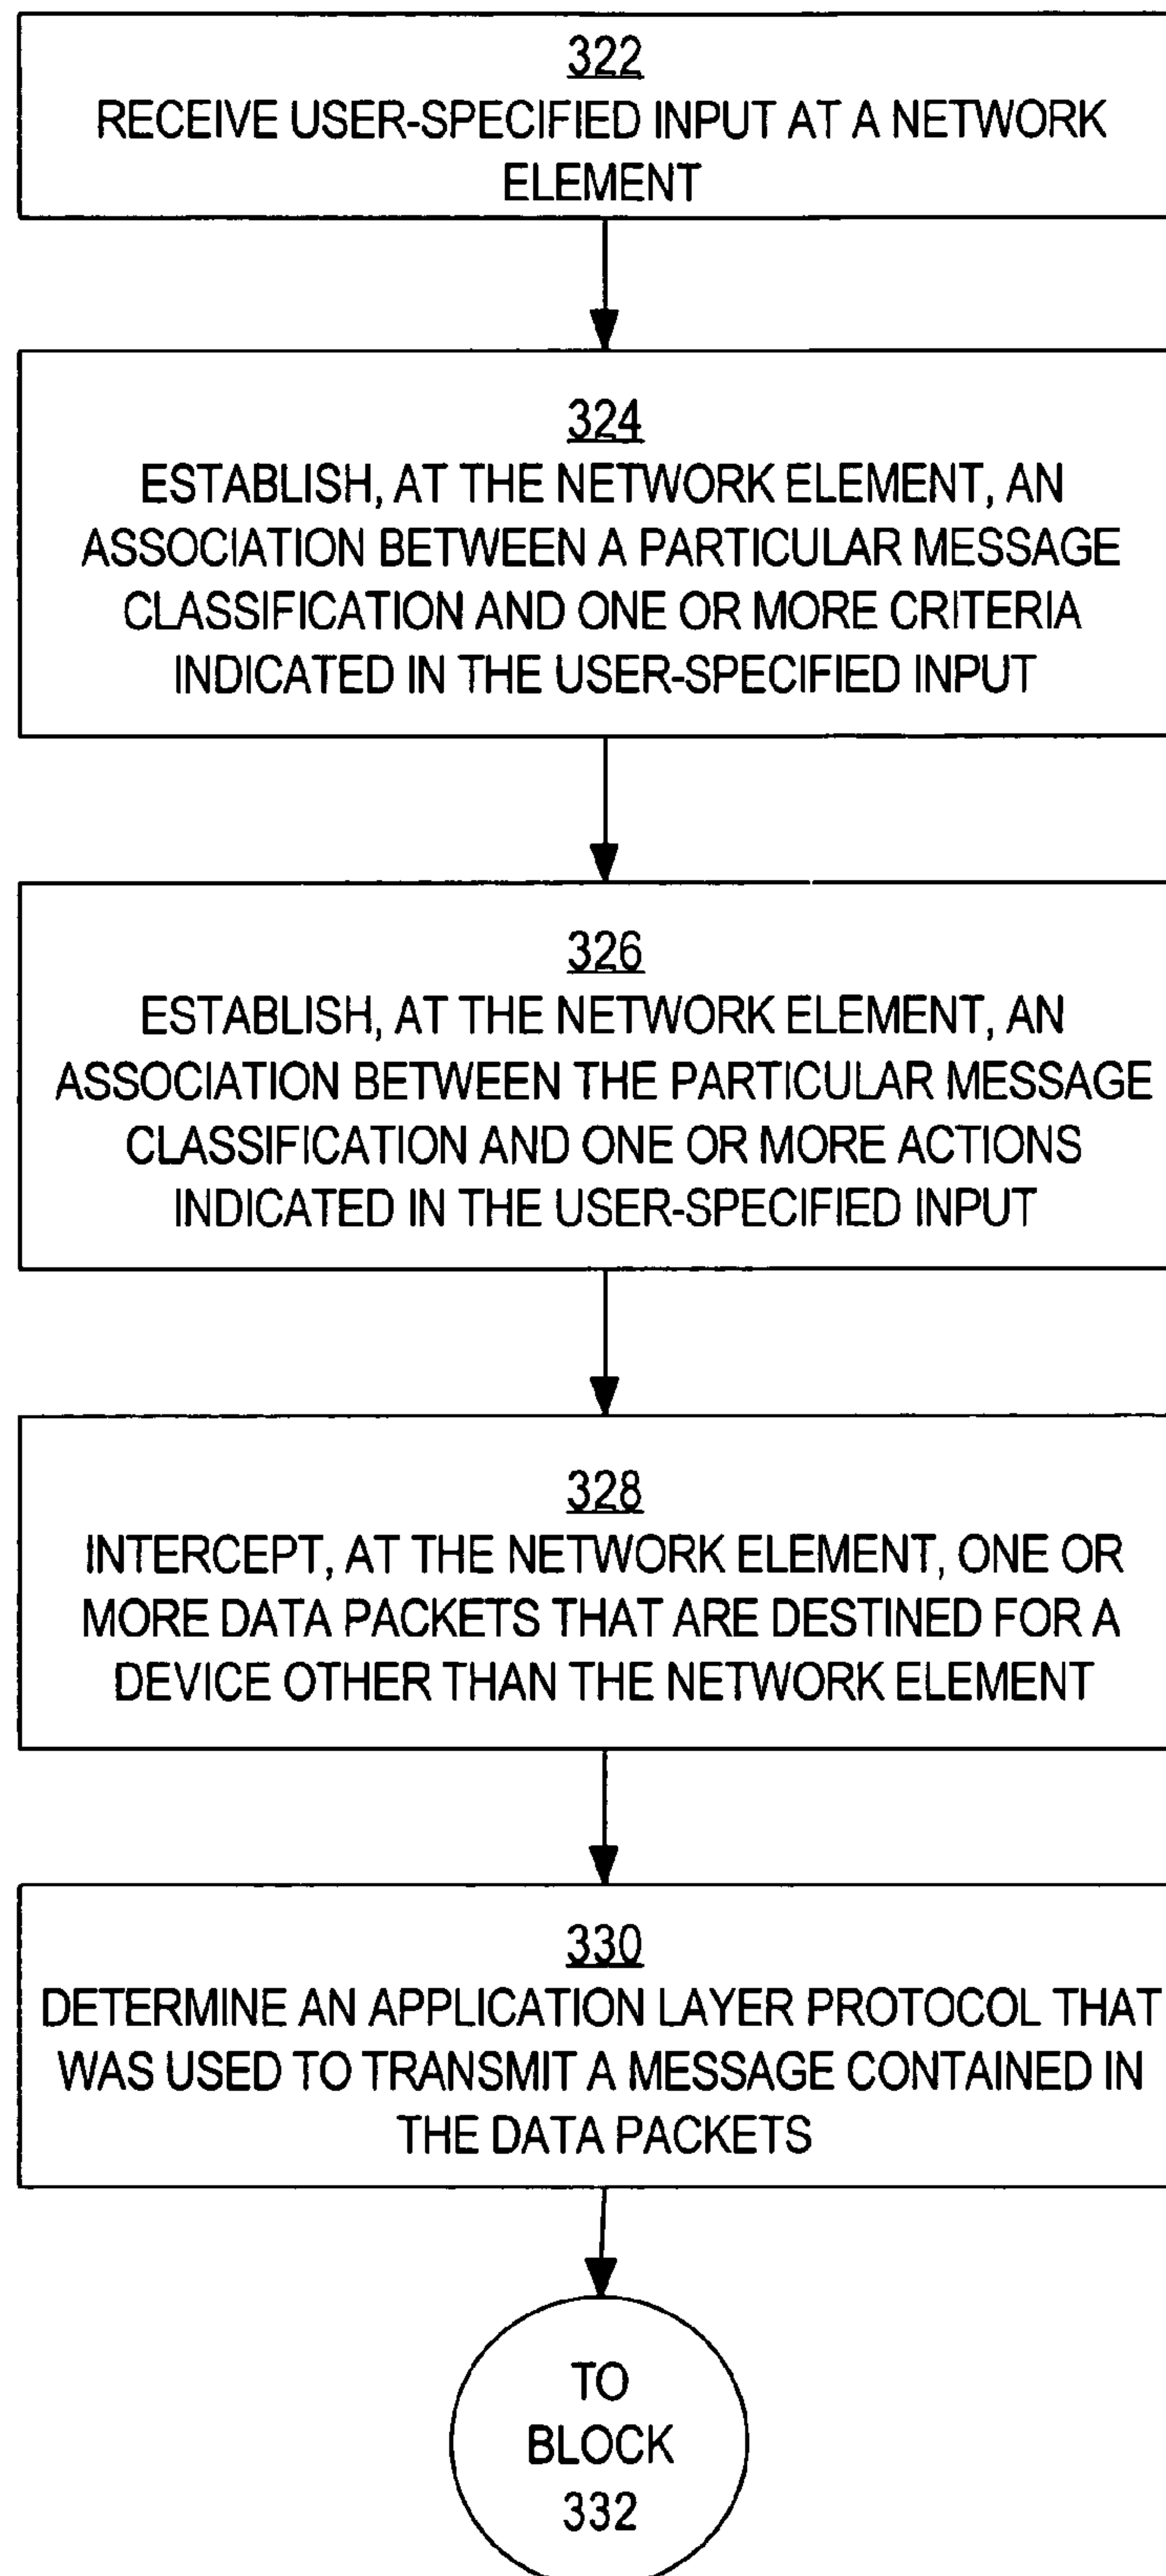 322
RECEIVE USER-SPECIFIED INPUT AT A NETWORK
ELEMENT
324
ESTABLISH, AT THE NETWORK ELEMENT, AN
ASSOCIATION BETWEEN A PARTICULAR MESSAGE
CLASSIFICATION AND ONE OR MORE CRITERIA
INDICATED IN THE USER-SPECIFIED INPUT
326
ESTABLISH, AT THE NETWORK ELEMENT, AN
ASSOCIATION BETWEEN THE PARTICULAR MESSAGE
CLASSIFICATION AND ONE OR MORE ACTIONS
INDICATED IN THE USER-SPECIFIED INPUT
328
INTERCEPT, AT THE NETWORK ELEMENT, ONE OR
MORE DATA PACKETS THAT ARE DESTINED FOR A
DEVICE OTHER THAN THE NETWORK ELEMENT
330
DETERMINE AN APPLICATION LAYER PROTOCOL THAT
WAS USED TO TRANSMIT A MESSAGE CONTAINED IN
THE DATA PACKETS
TO
BLOCK
332